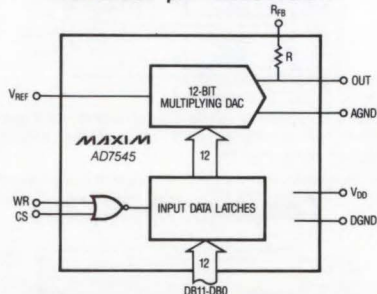 RFB
R
OUT
12-BIT
MULTIPLYING DAC
VREF
AGND
MAXIM
AD7545
12
WR
CS
INPUT DATA LATCHES
VDD
DGND
12
DB11-DB0